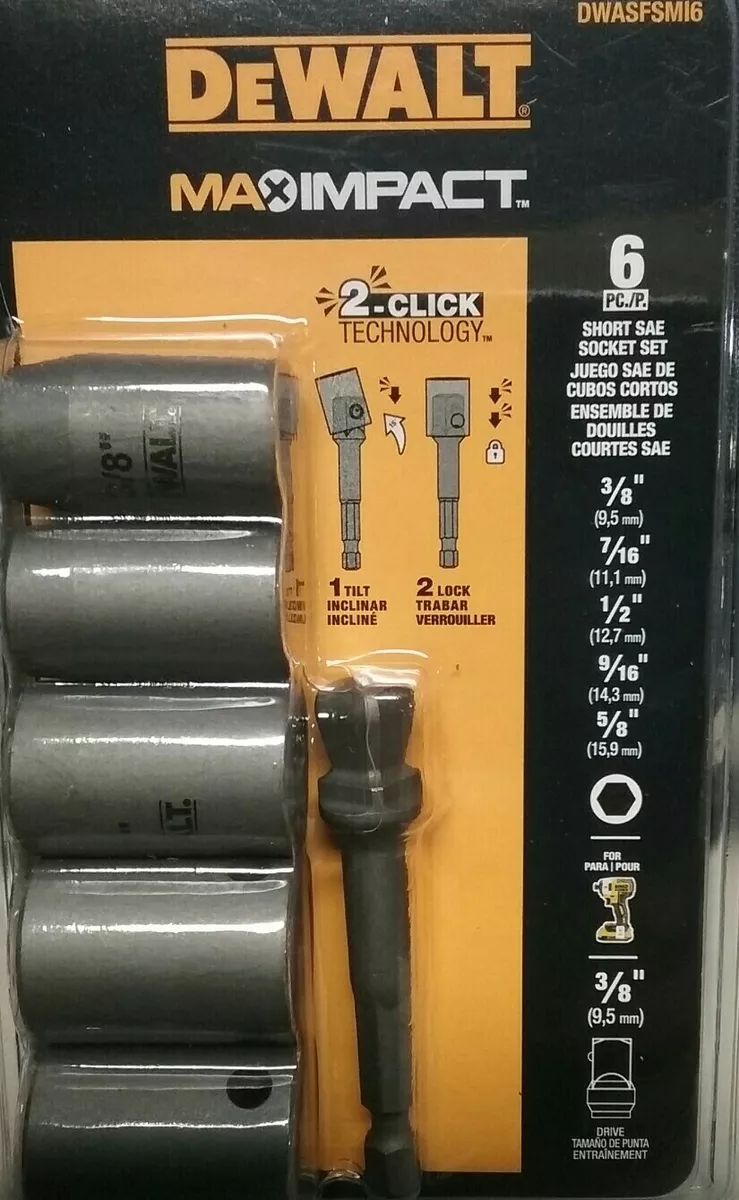 DWASFSMI6
DEWALT®
MAXIMPACT™
6
PC./P.
SHORT SAE
SOCKET SET
JUEGO SAE DE
CUBOS CORTOS
ENSEMBLE DE
DOUILLES
COURTES SAE
3/8"
(9,5 mm)
7/16"
(11,1 mm)
1/2"
(12,7 mm)
9/16"
(14,3 mm)
5/8"
(15,9 mm)
FOR
PARA | POUR
3/8"
(9,5 mm)
DRIVE
TAMAÑO DE PUNTA
ENTRAÎNEMENT
2-CLICK
TECHNOLOGY™
1 TILT
INCLINAR
INCLINÉ
2 LOCK
TRABAR
VERROUILLER